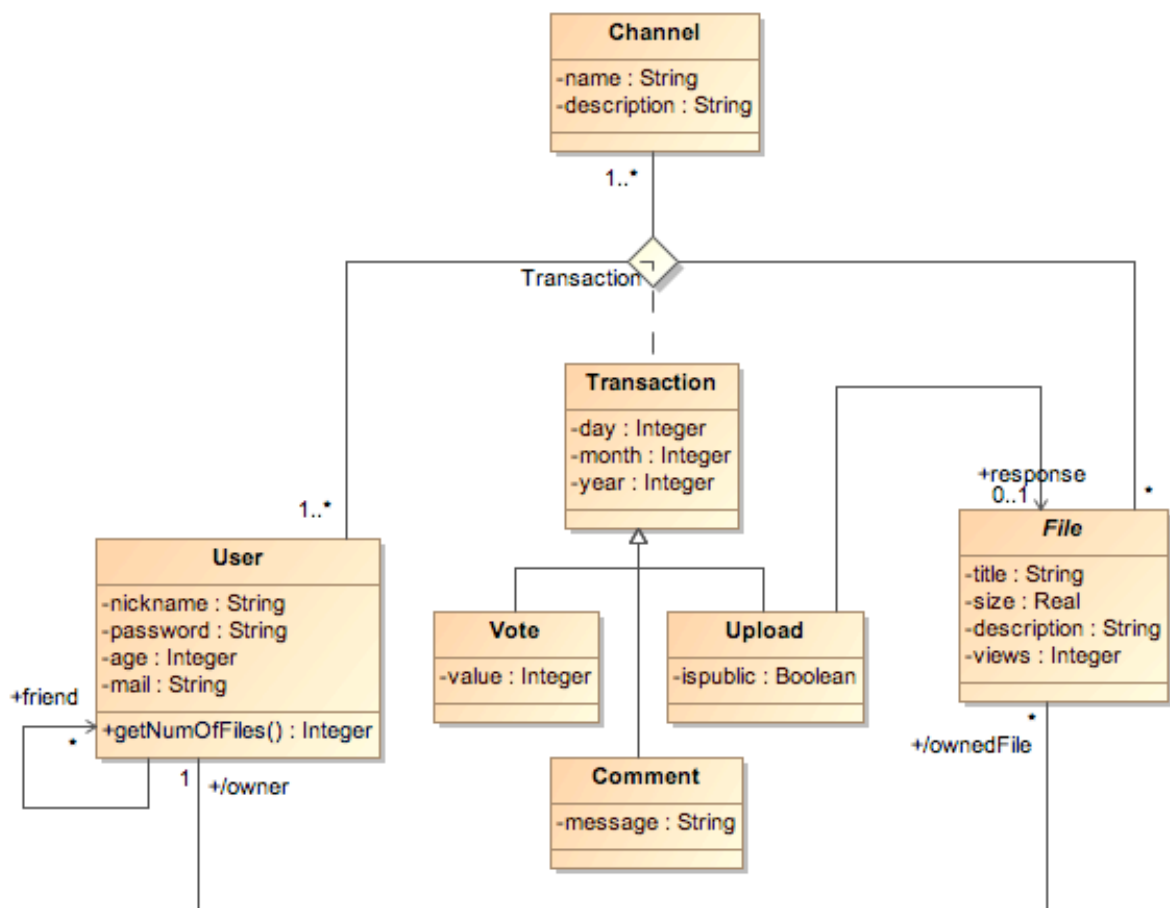 Channel
-name : String
-description : String
1..*
Transaction
Transaction
-day : Integer
-month : Integer
-year : Integer
+response
0..1
*
1..*
User
-nickname : String
-password : String
-age : Integer
-mail : String
+getNumOfFiles() : Integer
+friend
*
1
+/owner
Vote
-value : Integer
Upload
-ispublic : Boolean
File
-title : String
-size : Real
-description : String
-views : Integer
*
+/ownedFile
Comment
-message : String